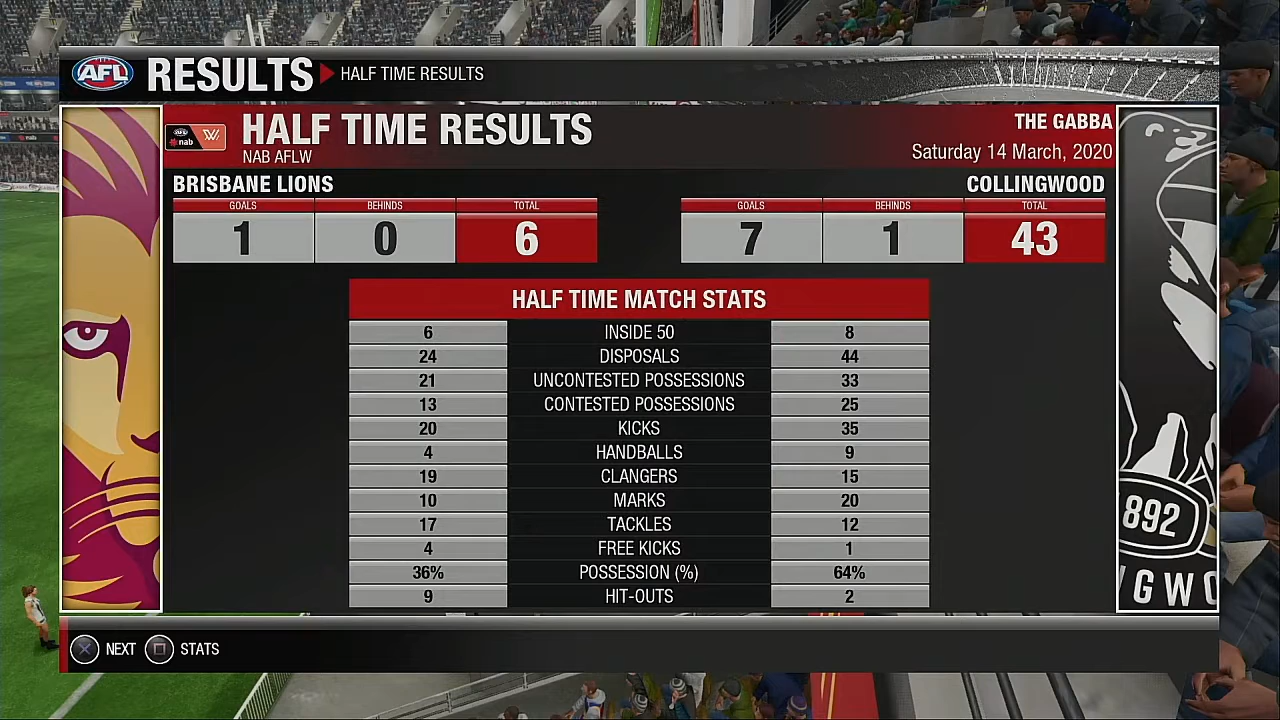 AFL RESULTS HALF TIME RESULTS
HALF TIME RESULTS
THE GABBA
NAB AFLW
Saturday 14 March, 2020
BRISBANE LIONS
COLLINGWOOD
GOALS BEHINDS TOTAL GOALS BEHINDS TOTAL
1 0 6 7 1 43
HALF TIME MATCH STATS
6 INSIDE 50 8
24 DISPOSALS 44
21 UNCONTESTED POSSESSIONS 33
13 CONTESTED POSSESSIONS 25
20 KICKS 35
4 HANDBALLS 9
19 CLANGERS 15
10 MARKS 20
17 TACKLES 12
4 FREE KICKS 1
36% POSSESSION (%) 64%
9 HIT-OUTS 2
892
GWO
NEXT STATS